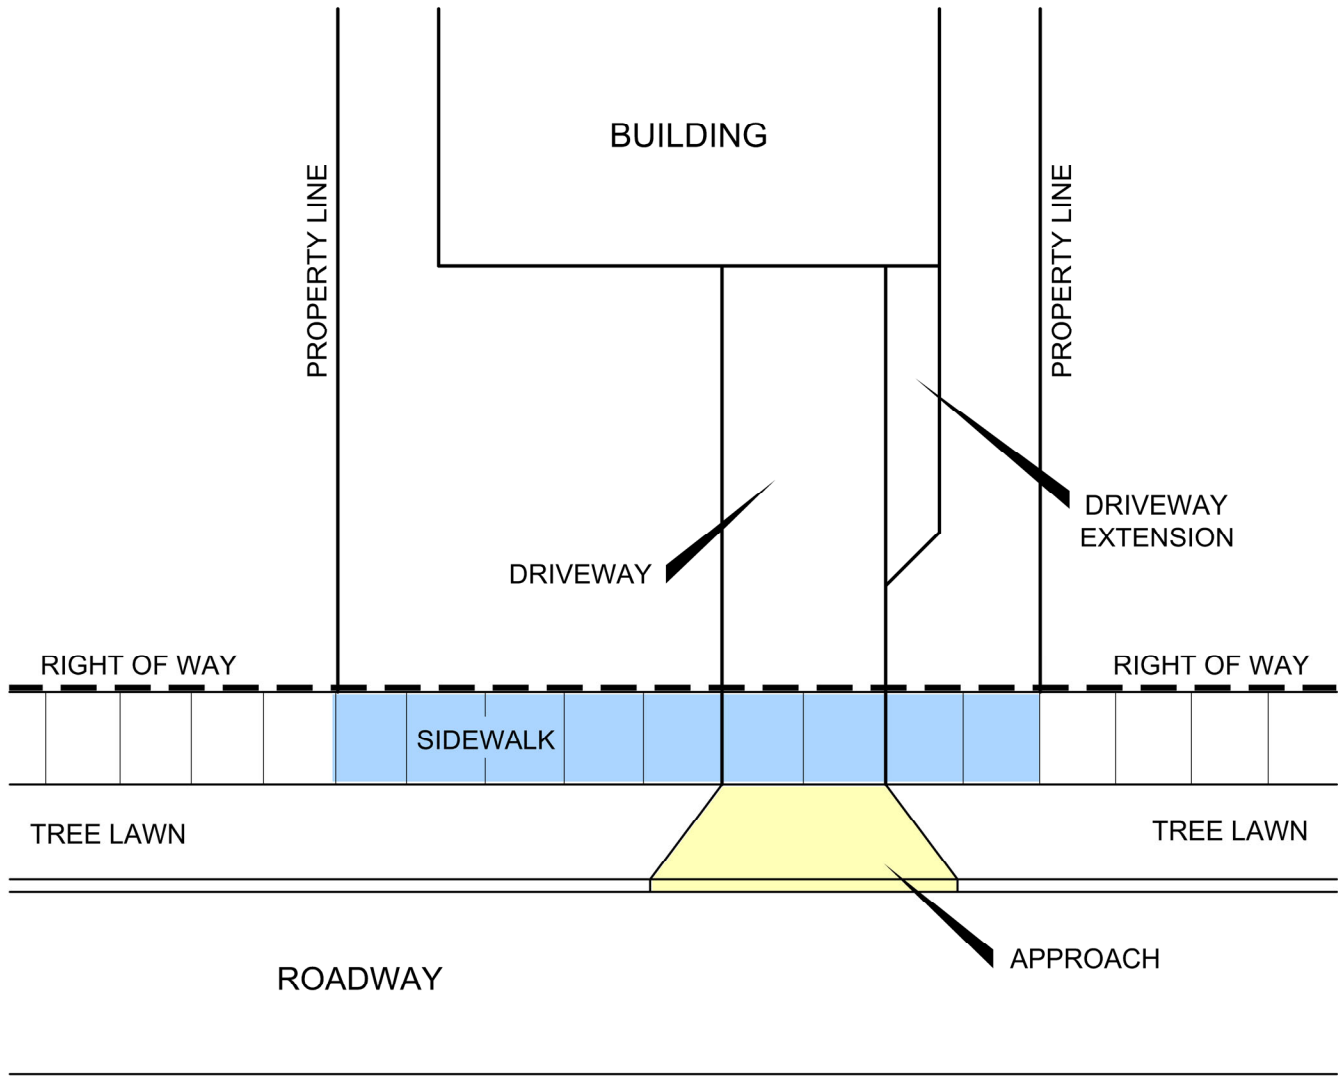 BUILDING
PROPERTY LINE
PROPERTY LINE
DRIVEWAY
EXTENSION
DRIVEWAY
RIGHT OF WAY
RIGHT OF WAY
SIDEWALK
TREE LAWN
TREE LAWN
APPROACH
ROADWAY